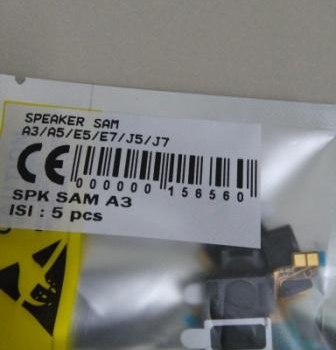 SPEAKER SAM
A3/A5/E5/E7/J5/J7
CE
000000 156560
SPK SAM A3
ISI : 5 pcs